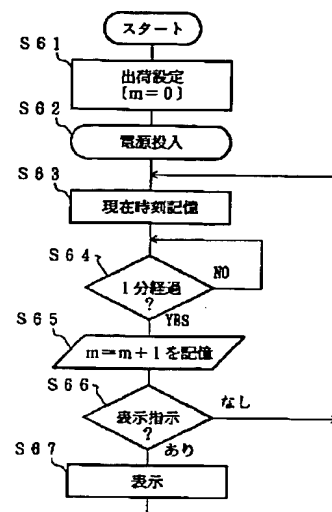 スタート
S61
出荷設定
[m=0]
S62
電源投入
S63
現在時刻記憶
S64
1分経過
?
NO
YES
S65
m=m+1を記憶
S66
表示指示
?
なし
あり
S67
表示